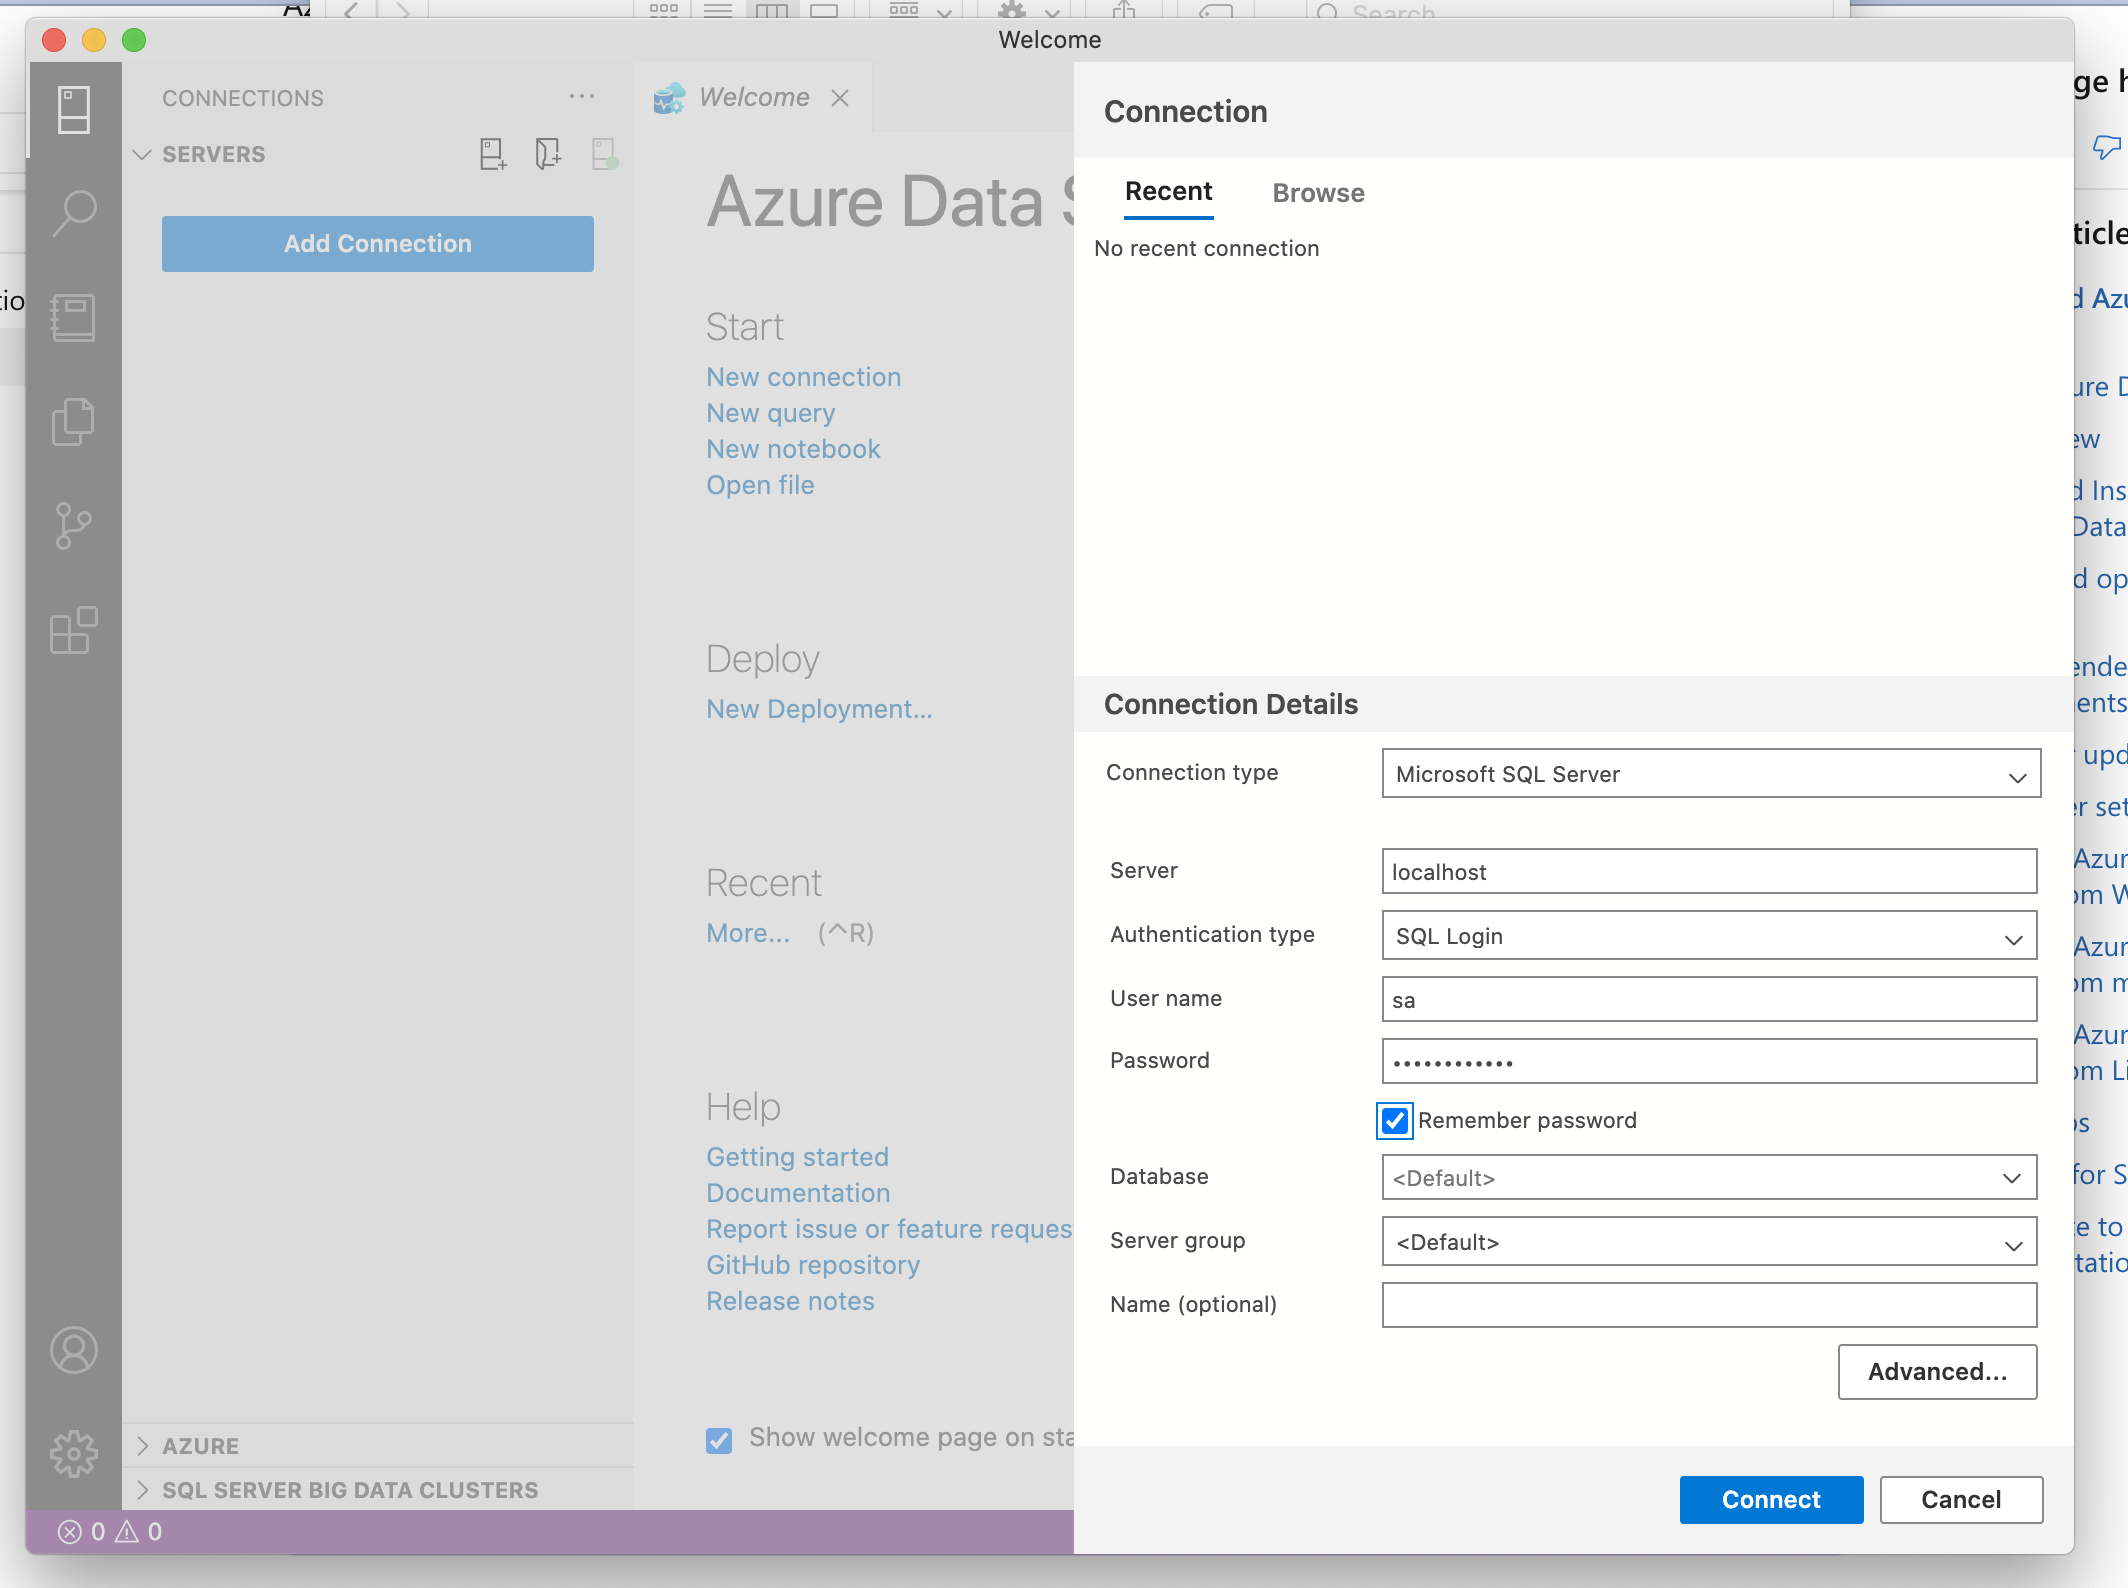 Search
Welcome
CONNECTIONS
SERVERS
Add Connection
Welcome
Azure Data
Start
New connection
New query
New notebook
Open file
Deploy
New Deployment...
Recent
More... (^R)
Help
Getting started
Documentation
Report issue or feature reques
GitHub repository
Release notes
Show welcome page on sta
AZURE
SQL SERVER BIG DATA CLUSTERS
0 0
Connection
Recent Browse
No recent connection
Connection Details
Connection type Microsoft SQL Server
Server localhost
Authentication type SQL Login
User name sa
Password ••••••••••••
Remember password
Database <Default>
Server group <Default>
Name (optional)
Advanced...
Connect Cancel
ge h
ticle
d Azu
ure D
ew
d Ins
Data
d op
ende
ents
upd
er set
Azur
om W
Azur
om m
Azur
om Li
os
for S
te to
tatio